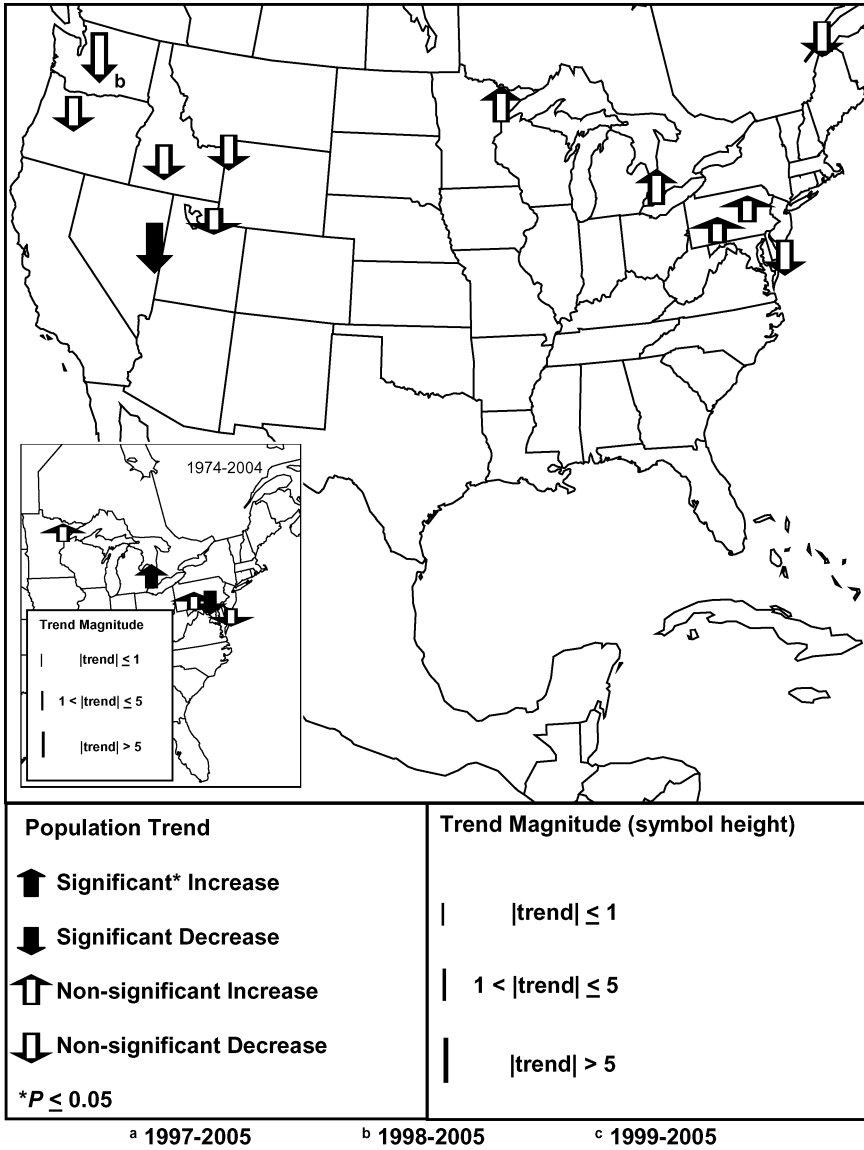 b
1974-2004
Trend Magnitude
|trend| ≤ 1
1 < |trend| ≤ 5
|trend| > 5
Population Trend
Significant* Increase
Significant Decrease
Non-significant Increase
Non-significant Decrease
*P ≤ 0.05
Trend Magnitude (symbol height)
|trend| ≤ 1
1 < |trend| ≤ 5
|trend| > 5
a 1997-2005 b 1998-2005 c 1999-2005